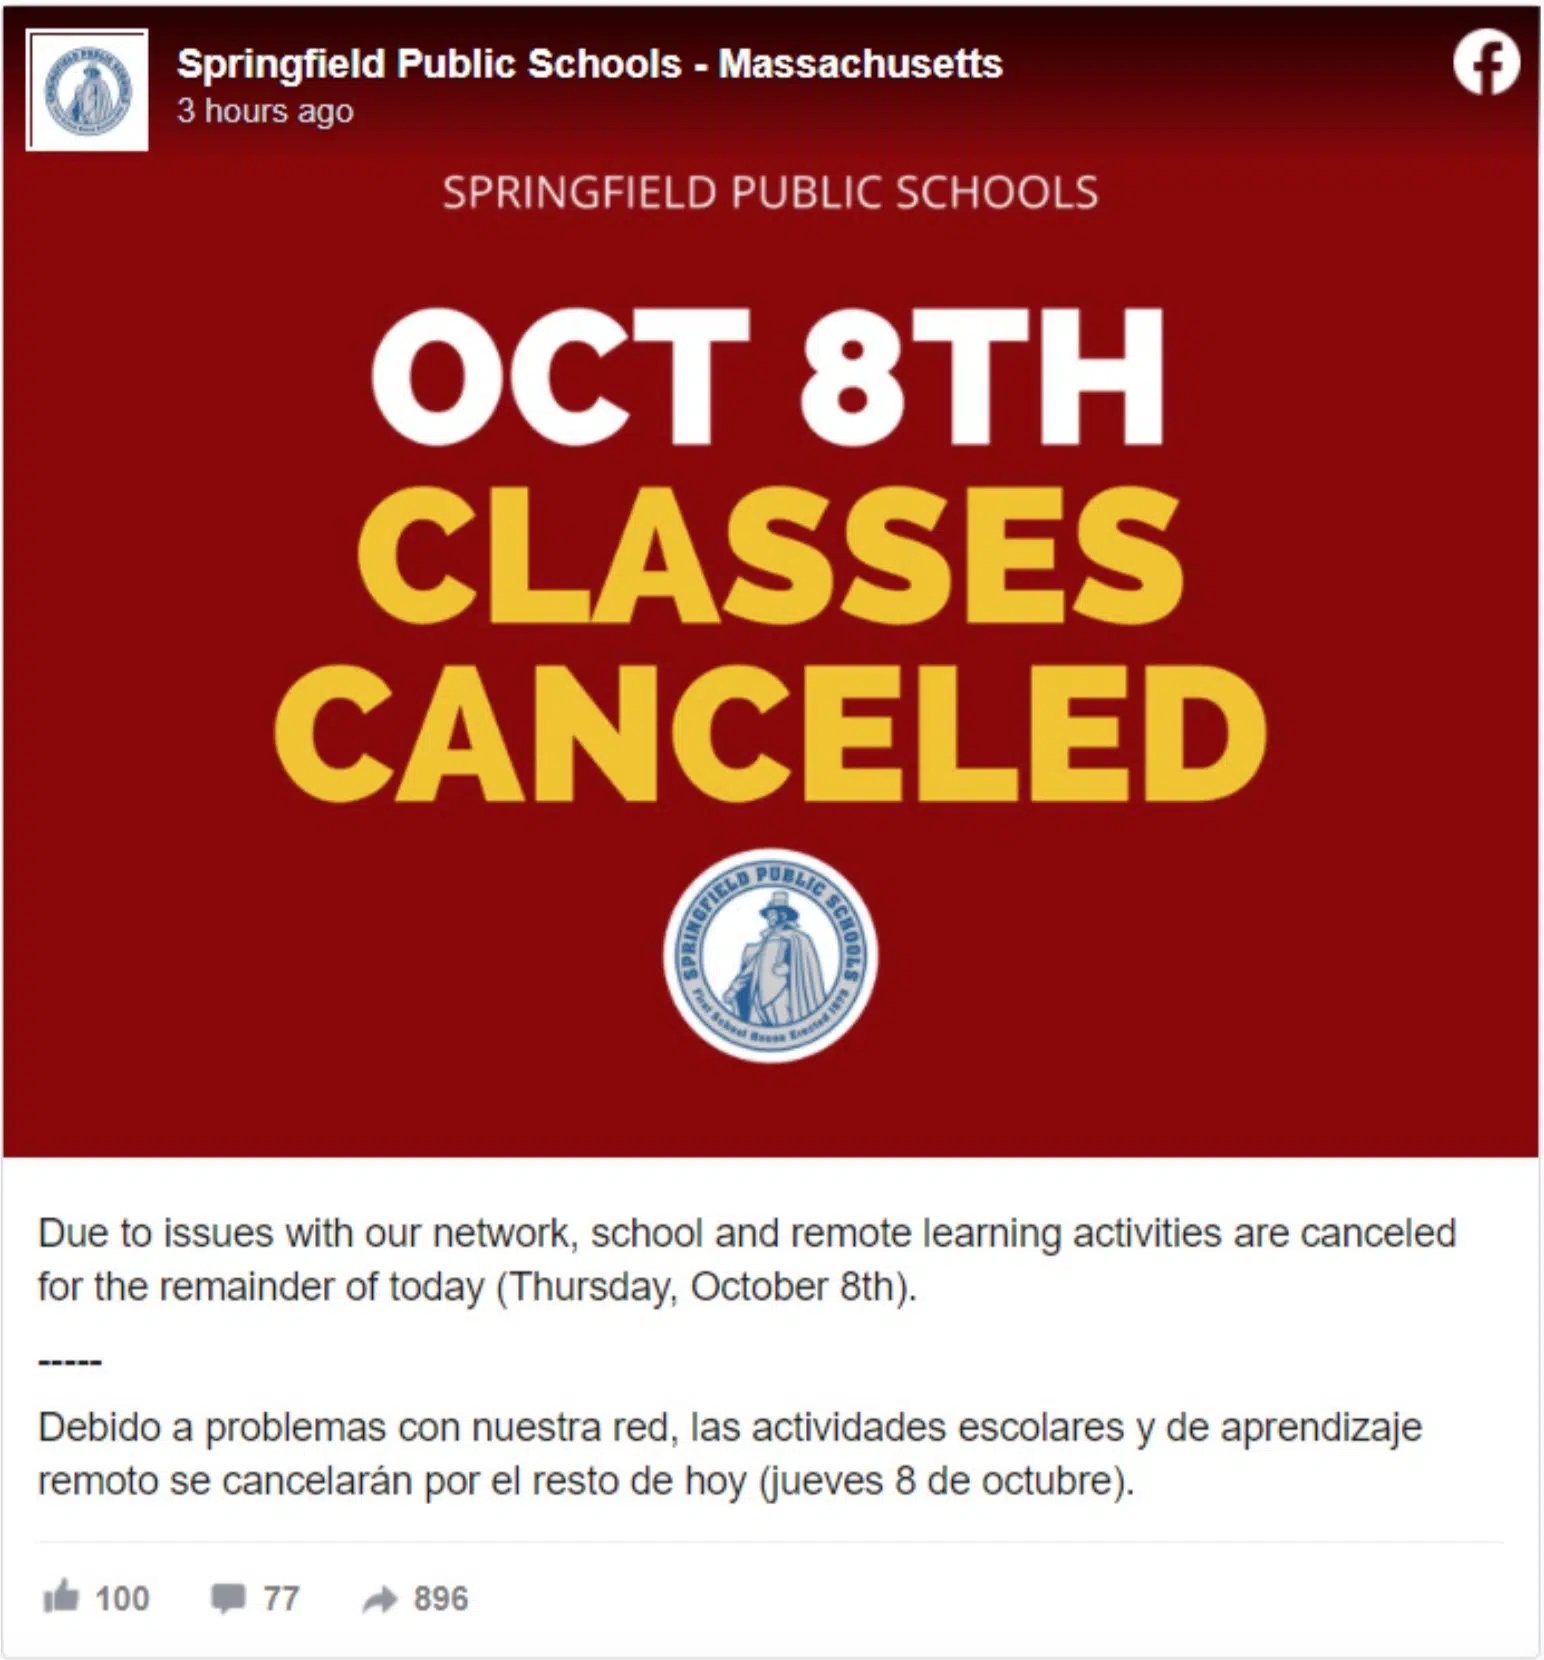 Springfield Public Schools - Massachusetts
3 hours ago
SPRINGFIELD PUBLIC SCHOOLS
OCT 8TH
CLASSES
CANCELED
SPRINGFIELD PUBLIC SCHOOLS
First School House Erected 1679
Due to issues with our network, school and remote learning activities are canceled
for the remainder of today (Thursday, October 8th).
-----
Debido a problemas con nuestra red, las actividades escolares y de aprendizaje
remoto se cancelarán por el resto de hoy (jueves 8 de octubre).
100 77 896